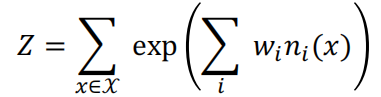 Z = ∑_{x∈𝒳} exp(∑_i w_i n_i(x))